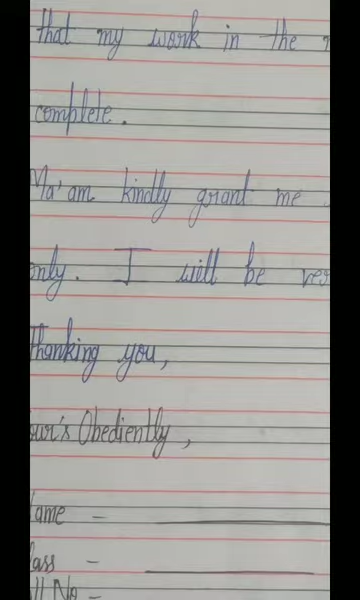 that my work in the
complete.
Ma'am kindly grant me
only. I will be
thanking you,
your's Obediently,
Name -
Class -
No -